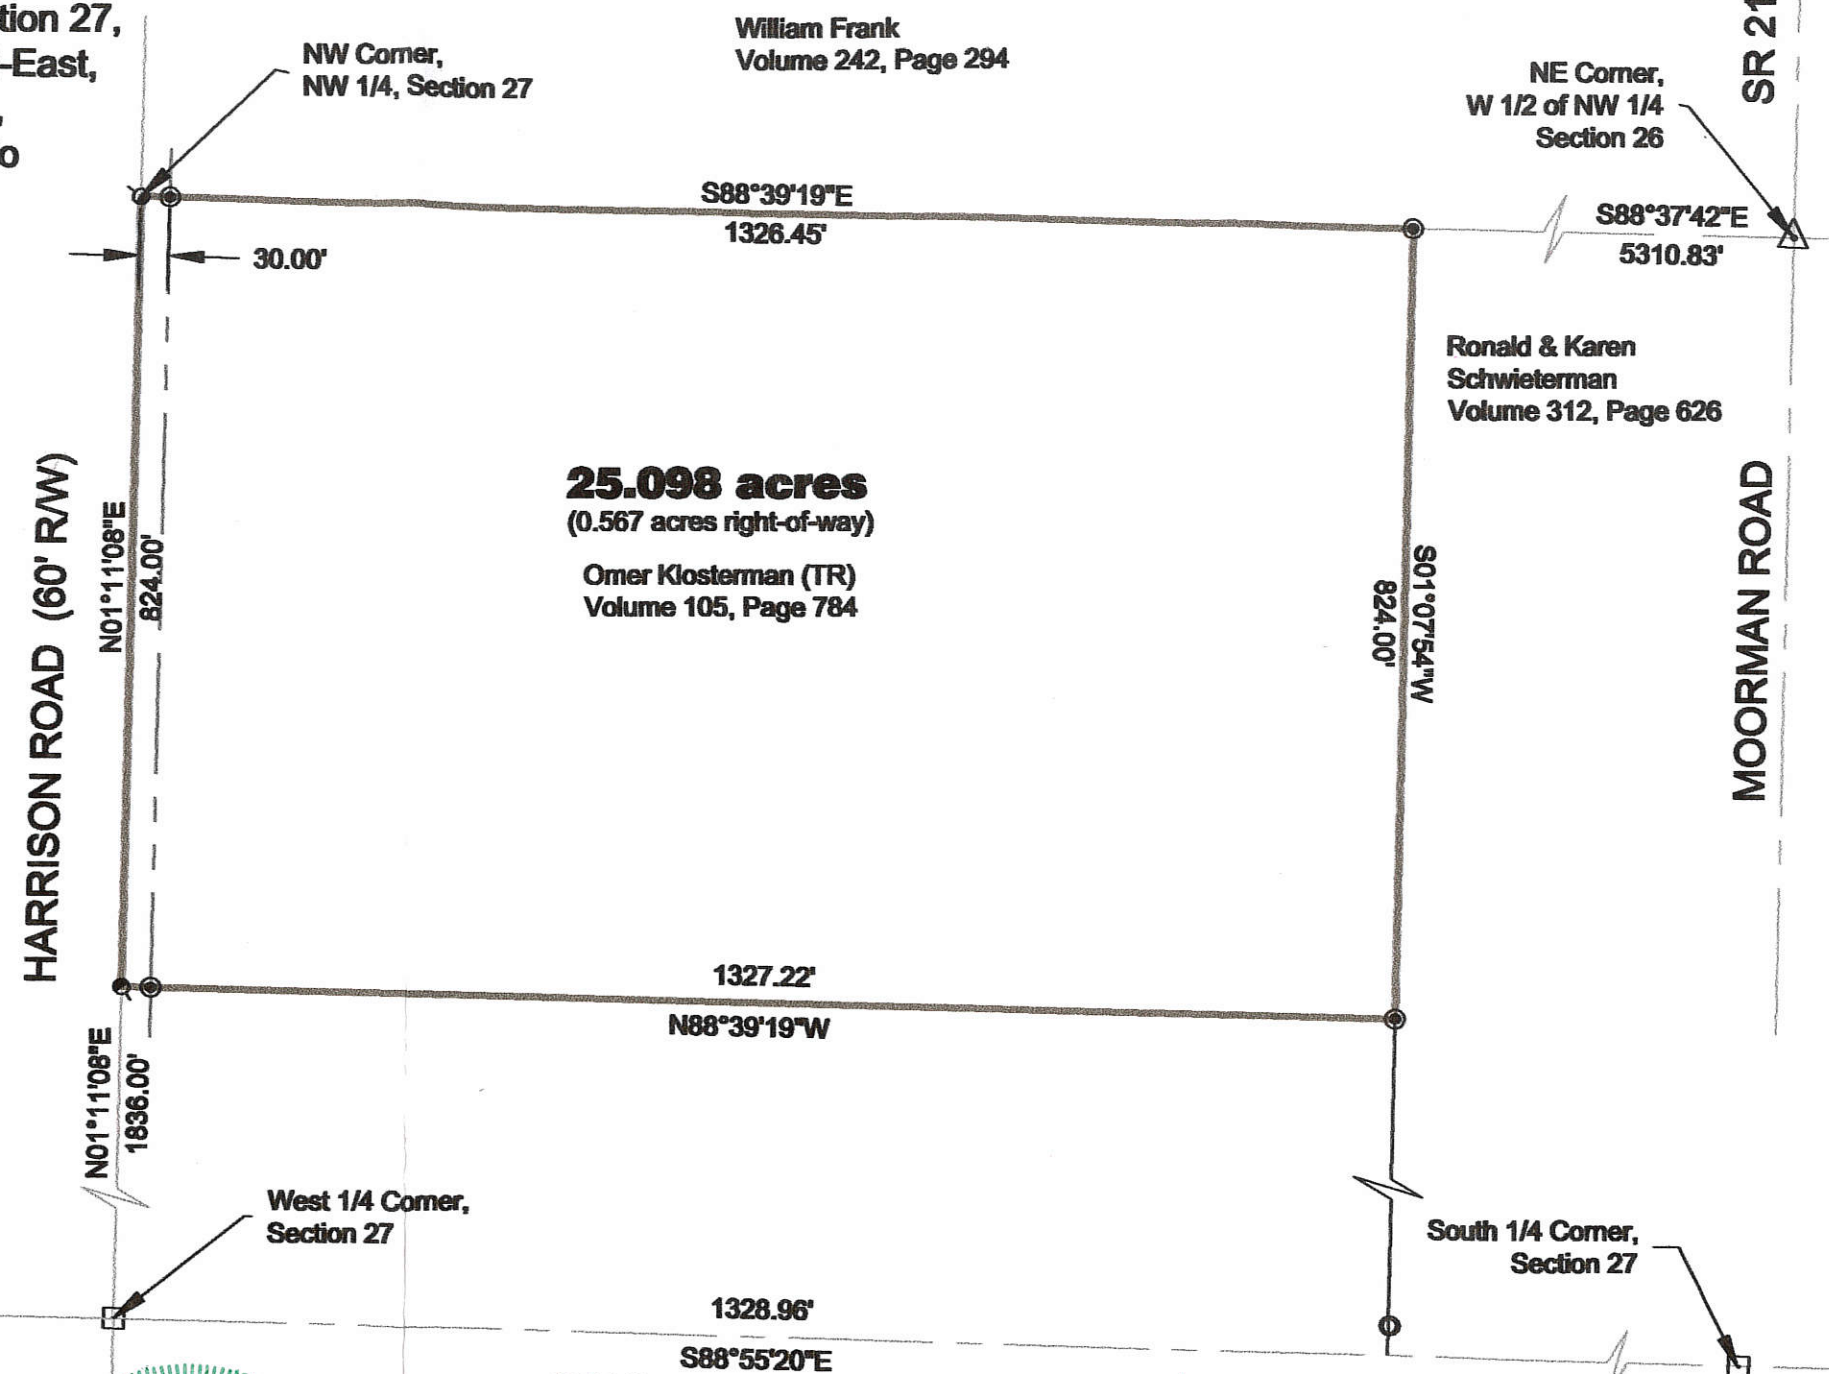 tion 27,
-East,
,
o
William Frank
Volume 242, Page 294
NW Corner,
NW 1/4, Section 27
SR 21
NE Corner,
W 1/2 of NW 1/4
Section 26
S88°39'19"E
1326.45'
S88°37'42"E
5310.83'
30.00'
Ronald & Karen
Schwieterman
Volume 312, Page 626
25.098 acres
(0.567 acres right-of-way)
Omer Klosterman (TR)
Volume 105, Page 784
HARRISON ROAD (60' R/W)
N01°11'08"E
824.00'
S01°07'54"W
824.00'
MOORMAN ROAD
1327.22'
N88°39'19"W
N01°11'08"E
1836.00'
West 1/4 Corner,
Section 27
South 1/4 Corner,
Section 27
1328.96'
S88°55'20"E